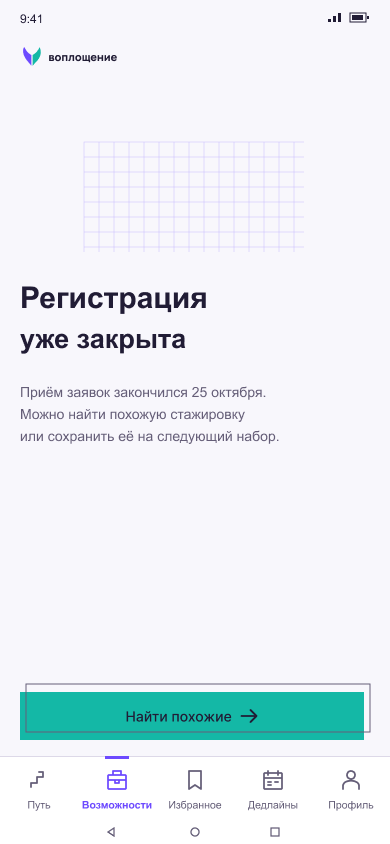 9:41
воплощение
Регистрация
уже закрыта
Приём заявок закончился 25 октября.
Можно найти похожую стажировку
или сохранить её на следующий набор.
Найти похожие
Путь Возможности Избранное Дедлайны Профиль